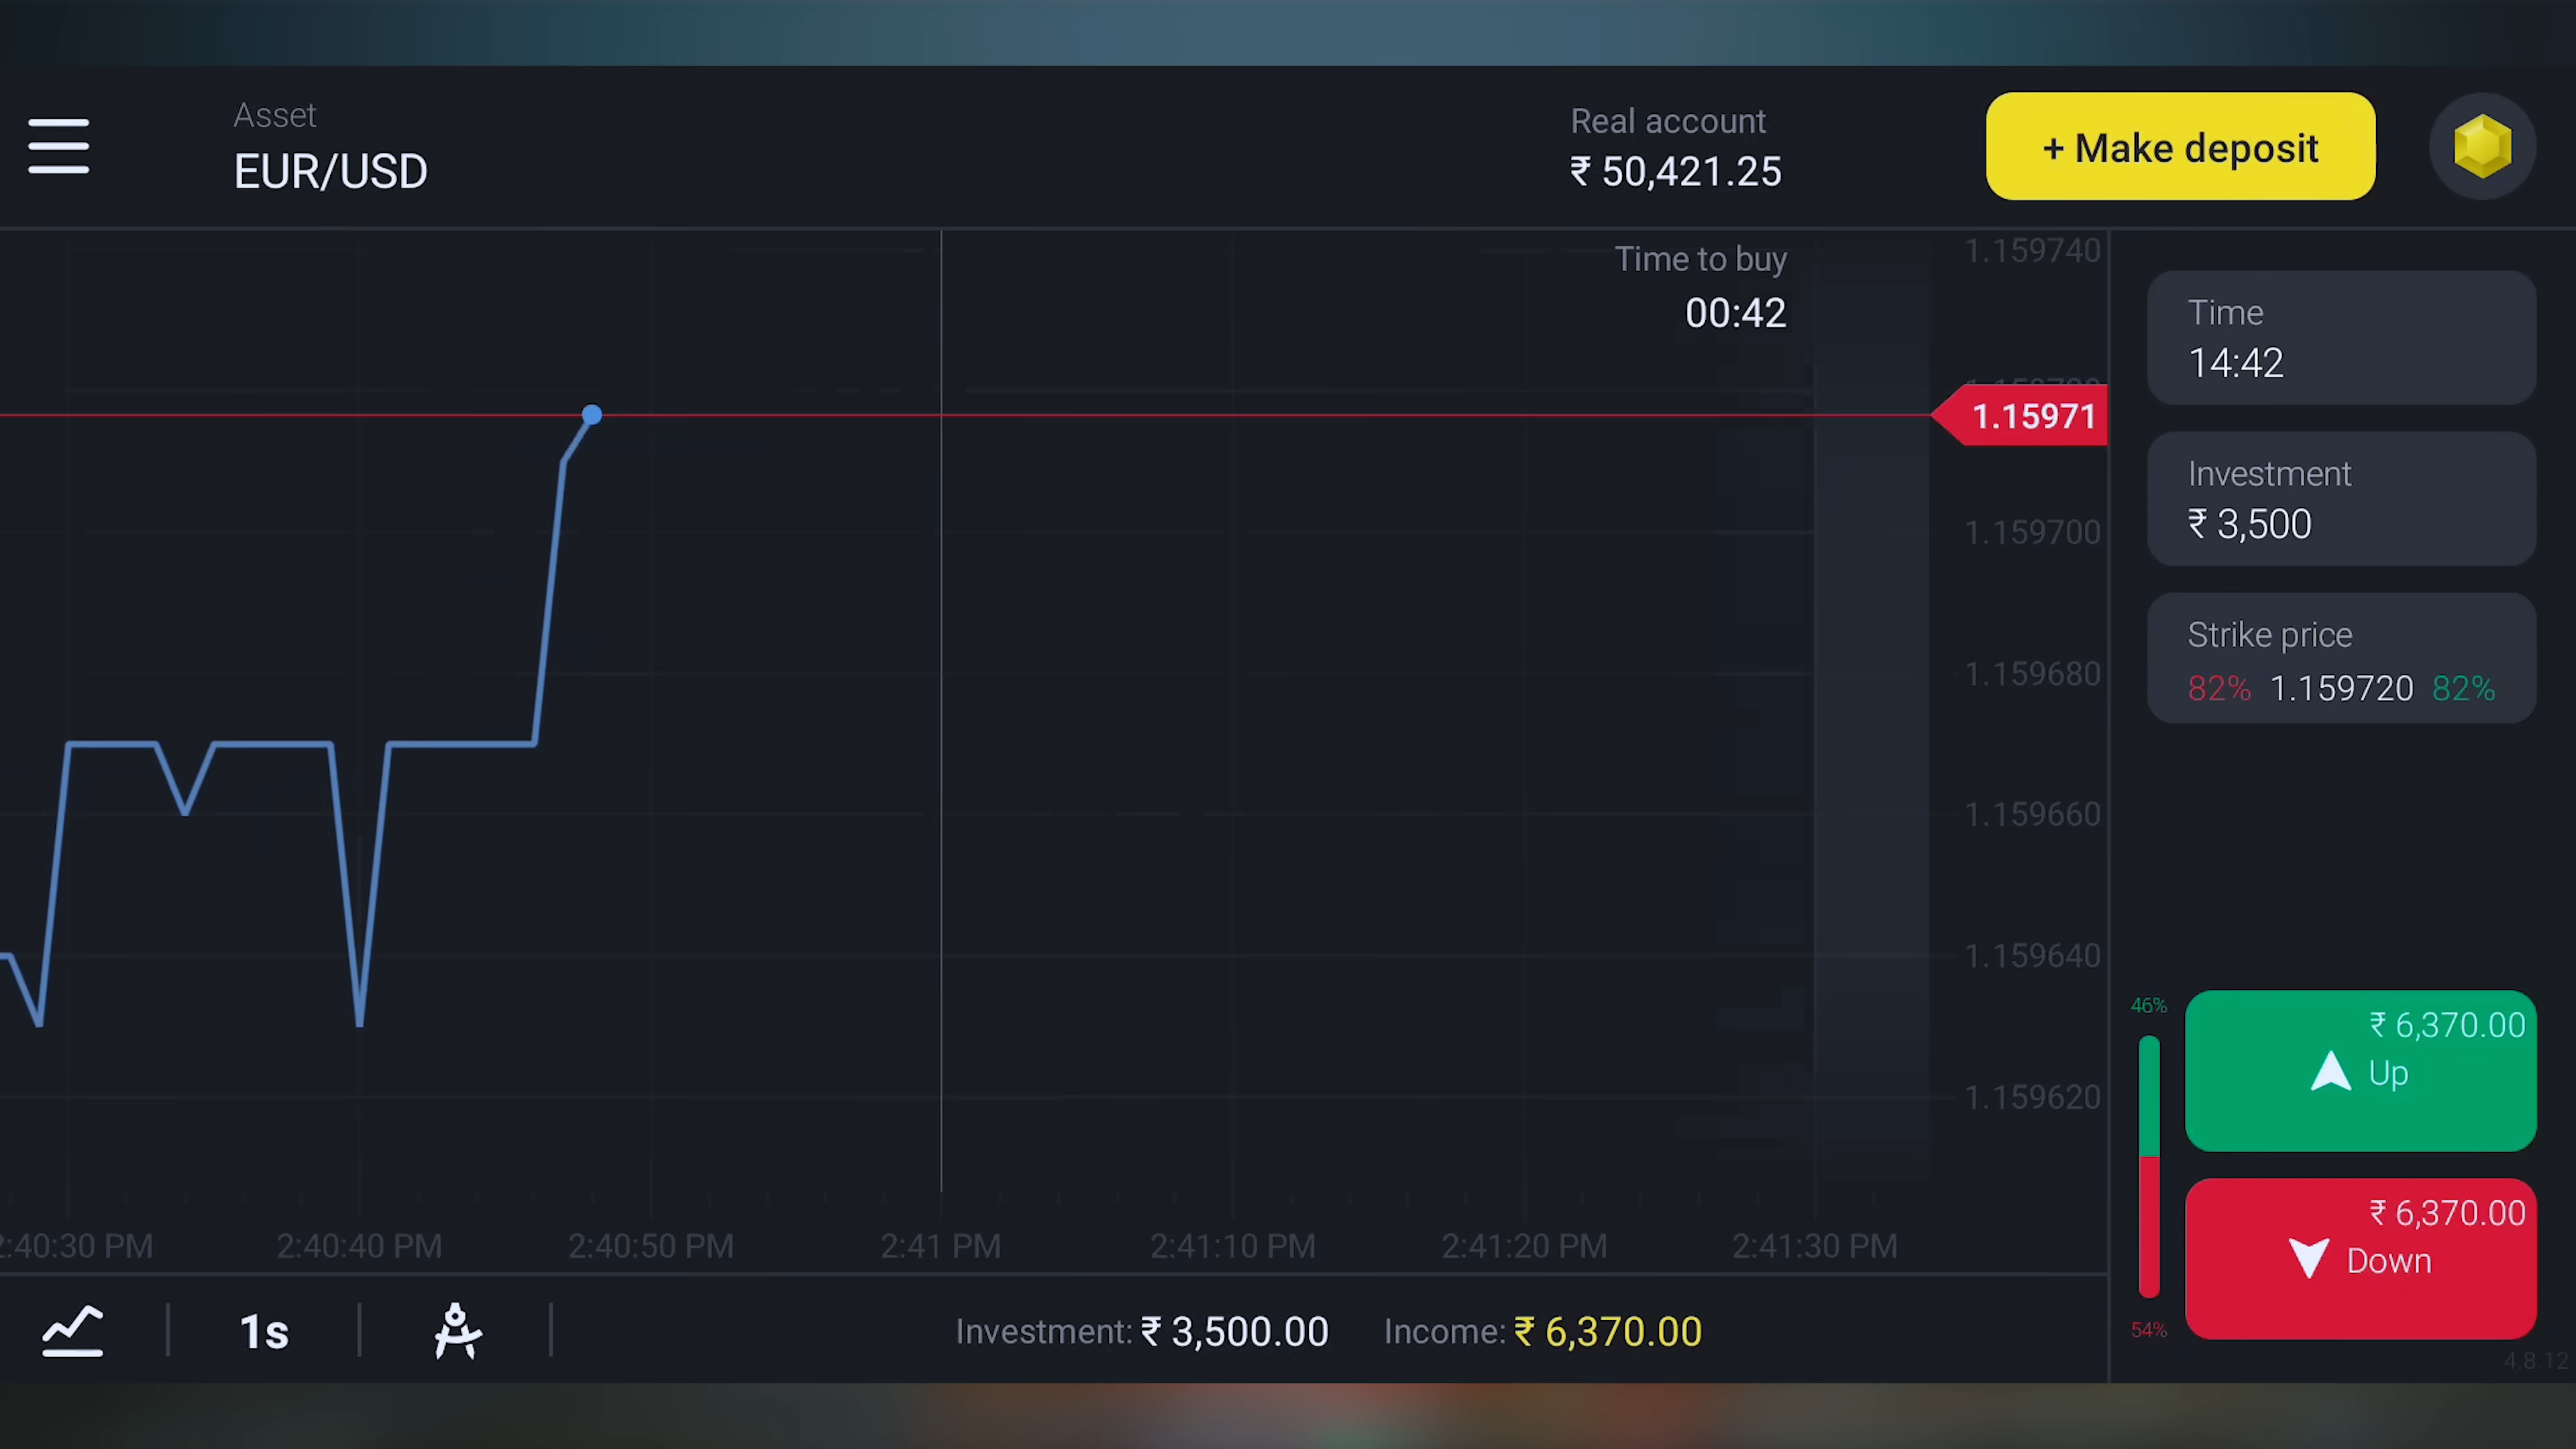 Asset
EUR/USD
Real account
₹ 50,421.25
+ Make deposit
Time to buy
00:42
1.159740
1.15971
1.159700
1.159680
1.159660
1.159640
1.159620
Time
14:42
Investment
₹ 3,500
Strike price
82% 1.159720 82%
46%
₹ 6,370.00
Up
₹ 6,370.00
Down
54%
2:40:30 PM 2:40:40 PM 2:40:50 PM 2:41 PM 2:41:10 PM 2:41:20 PM 2:41:30 PM
1s
Investment: ₹ 3,500.00 Income: ₹ 6,370.00
4.8.12